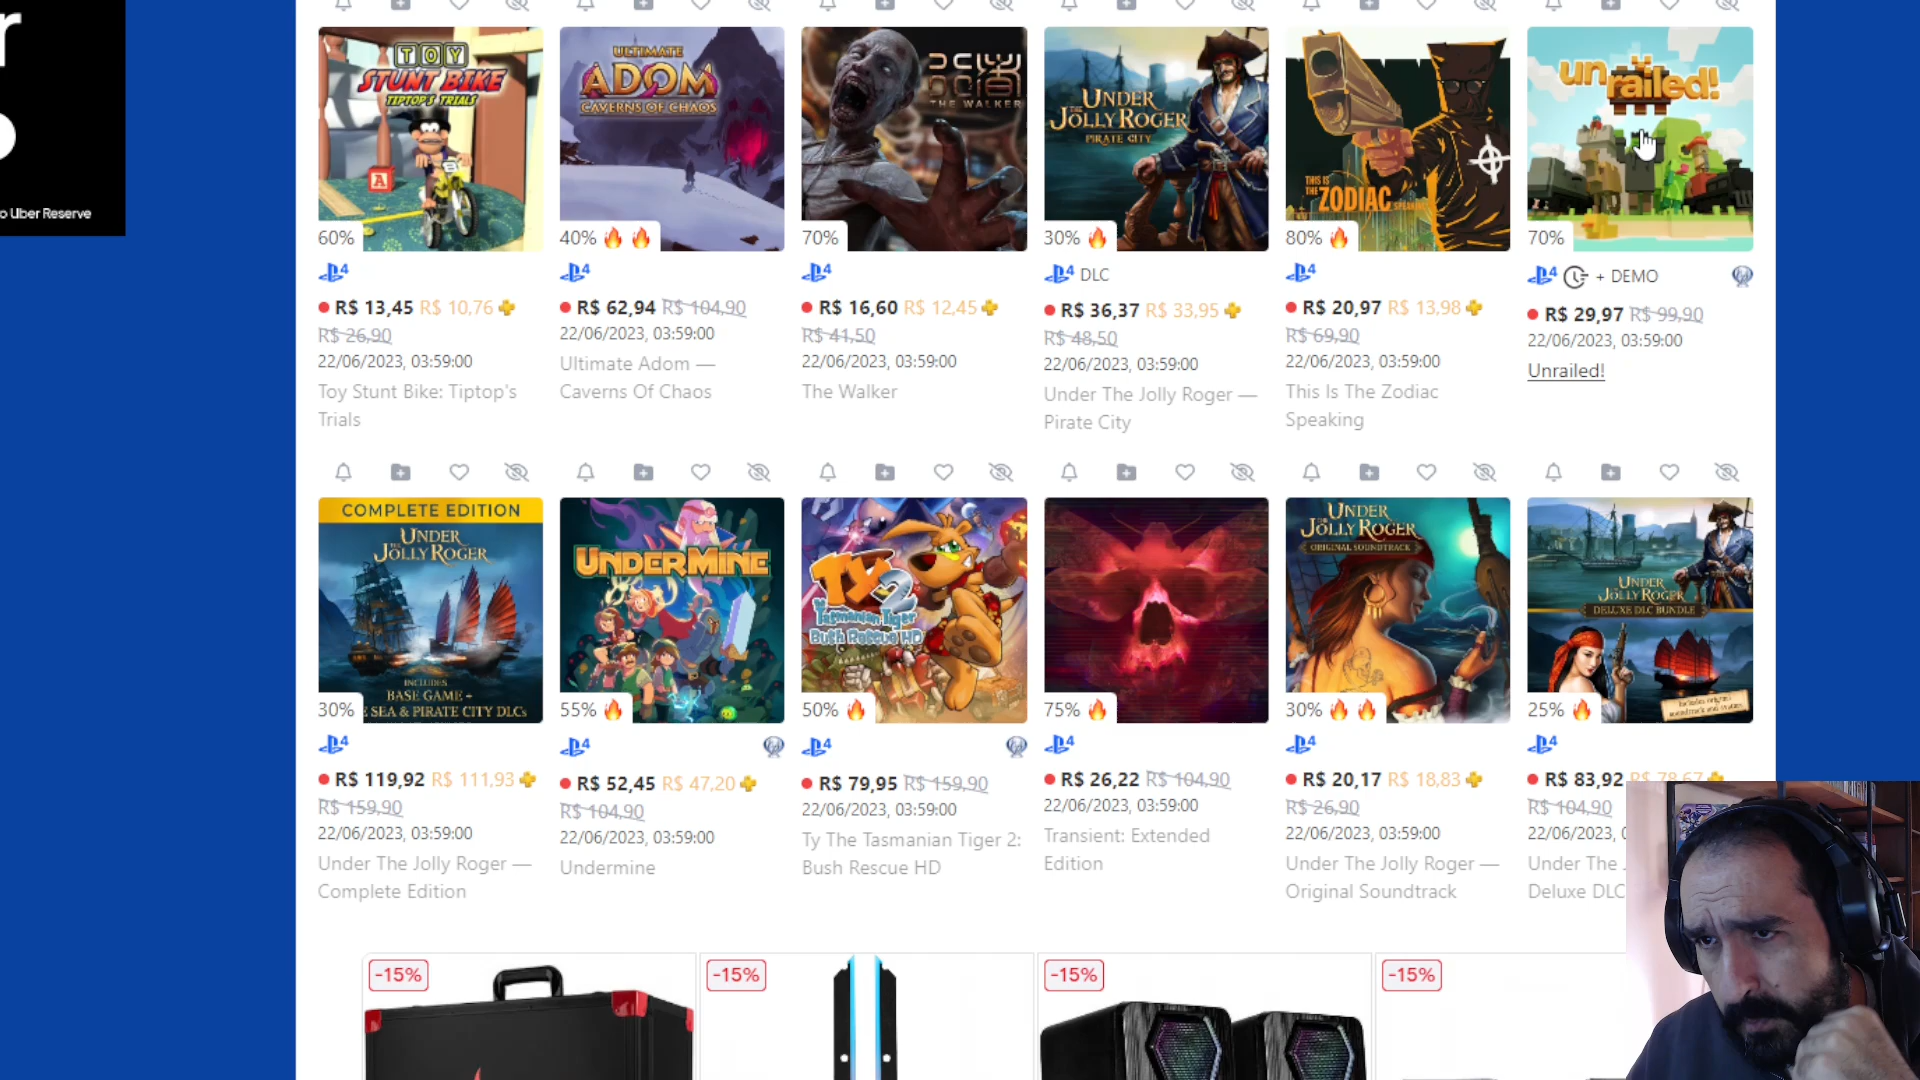 r
o Uber Reserve
TOY
STUNT BIKE
TIPTOP'S TRIALS
ULTIMATE
ADOM
CAVERNS OF CHAOS
THE WALKER
UNDER
THE
JOLLY ROGER
PIRATE CITY
THIS IS
THE ZODIAC SPEAKING
unrailed!
A
8
60%
40%
70%
30%
80%
70%
DLC
+ DEMO
R$ 13,45 R$ 10,76
R$ 26,90
22/06/2023, 03:59:00
Toy Stunt Bike: Tiptop's
Trials
R$ 62,94 R$ 104,90
22/06/2023, 03:59:00
Ultimate Adom —
Caverns Of Chaos
R$ 16,60 R$ 12,45
R$ 41,50
22/06/2023, 03:59:00
The Walker
R$ 36,37 R$ 33,95
R$ 48,50
22/06/2023, 03:59:00
Under The Jolly Roger —
Pirate City
R$ 20,97 R$ 13,98
R$ 69,90
22/06/2023, 03:59:00
This Is The Zodiac
Speaking
R$ 29,97 R$ 99,90
22/06/2023, 03:59:00
Unrailed!
COMPLETE EDITION
UNDER
THE
JOLLY ROGER
INCLUDES
BASE GAME +
E SEA & PIRATE CITY DLCs
UNDERMINE
TY 2
the Tasmanian Tiger
Bush Rescue HD
UNDER
THE
JOLLY ROGER
ORIGINAL SOUNDTRACK
UNDER
THE
JOLLY ROGER
DELUXE DLC BUNDLE
30%
55%
50%
75%
30%
25%
R$ 119,92 R$ 111,93
R$ 159,90
22/06/2023, 03:59:00
Under The Jolly Roger —
Complete Edition
R$ 52,45 R$ 47,20
R$ 104,90
22/06/2023, 03:59:00
Undermine
R$ 79,95 R$ 159,90
22/06/2023, 03:59:00
Ty The Tasmanian Tiger 2:
Bush Rescue HD
R$ 26,22 R$ 104,90
22/06/2023, 03:59:00
Transient: Extended
Edition
R$ 20,17 R$ 18,83
R$ 26,90
22/06/2023, 03:59:00
Under The Jolly Roger —
Original Soundtrack
R$ 83,92 R$ 78,67
R$ 104,90
22/06/2023, 0
Under The
Deluxe DLC
-15%
-15%
-15%
-15%